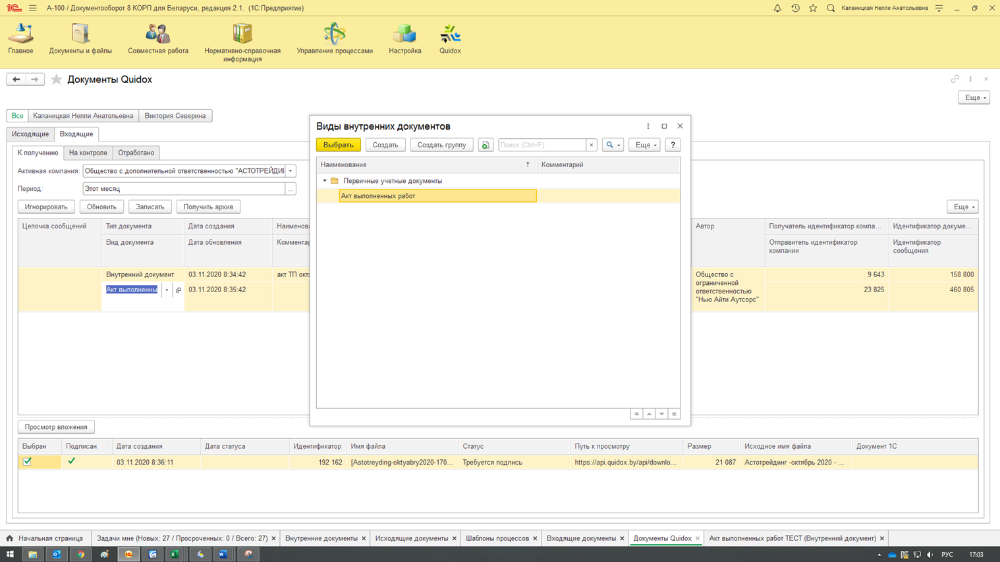 А-100 / Документооборот 8 КОРП для Беларуси, редакция 2.1. (1С:Предприятие)
Капаницкая Нелли Анатольевна
Главное
Документы и файлы
Совместная работа
Нормативно-справочная
информация
Управление процессами
Настройка
Quidox
Документы Quidox
Еще
Все
Капаницкая Нелли Анатольевна
Виктория Северина
Исходящие
Входящие
К получению
На контроле
Отработано
Активная компания:
Общество с дополнительной ответственностью "АСТОТРЕЙДИ
Период:
Этот месяц
...
Игнорировать
Обновить
Записать
Получить архив
Еще
Цепочка сообщений
Тип документа
Дата создания
Наименова
Автор
Получатель идентификатор компа...
Идентификатор докуме...
Вид документа
Дата обновления
Комментар
Отправитель идентификатор
компании
Идентификатор
сообщения
Внутренний документ
03.11.2020 8:34:42
акт ТП окт
Общество с
ограниченной
ответственностью
"Нью Айти Аутсорс"
9 643
158 800
Акт выполненны
03.11.2020 8:35:42
23 825
460 805
Виды внутренних документов
Выбрать
Создать
Создать группу
Поиск (Ctrl+F)
×
Еще
?
Наименование
Комментарий
Первичные учетные документы
Акт выполненных работ
Просмотр вложения
Выбран
Подписан
Дата создания
Дата статуса
Идентификатор
Имя файла
Статус
Путь к просмотру
Размер
Исходное имя файла
Документ 1С
03.11.2020 8:36:11
192 162
[Astotreyding-oktyabry2020-170...
Требуется подпись
https://api.quidox.by/api/downlo...
21 087
Астотрейдинг -октябрь 2020 - ...
Начальная страница
Задачи мне (Новых: 27 / Просроченных: 0 / Всего: 27) ×
Внутренние документы ×
Исходящие документы ×
Шаблоны процессов ×
Входящие документы ×
Документы Quidox ×
Акт выполненных работ ТЕСТ (Внутренний документ) ×
РУС
17:03